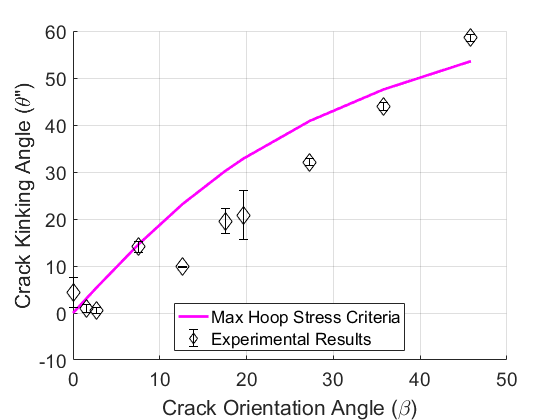 60
50
40
30
20
10
0
-10
0 10 20 30 40 50
Crack Kinking Angle (θ")
Crack Orientation Angle (β)
Max Hoop Stress Criteria
Experimental Results